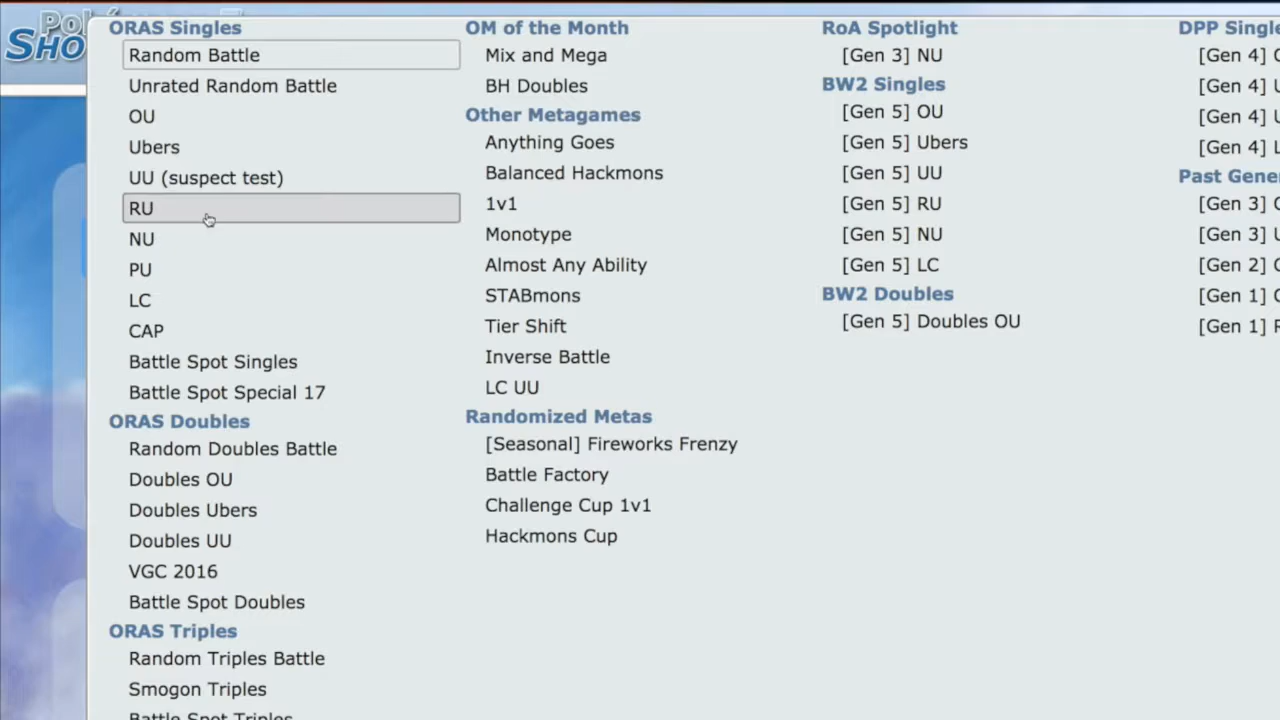 Pok
SHO
ORAS Singles
Random Battle
Unrated Random Battle
OU
Ubers
UU (suspect test)
RU
NU
PU
LC
CAP
Battle Spot Singles
Battle Spot Special 17
ORAS Doubles
Random Doubles Battle
Doubles OU
Doubles Ubers
Doubles UU
VGC 2016
Battle Spot Doubles
ORAS Triples
Random Triples Battle
Smogon Triples
Battle Spot Triples
OM of the Month
Mix and Mega
BH Doubles
Other Metagames
Anything Goes
Balanced Hackmons
1v1
Monotype
Almost Any Ability
STABmons
Tier Shift
Inverse Battle
LC UU
Randomized Metas
[Seasonal] Fireworks Frenzy
Battle Factory
Challenge Cup 1v1
Hackmons Cup
RoA Spotlight
[Gen 3] NU
BW2 Singles
[Gen 5] OU
[Gen 5] Ubers
[Gen 5] UU
[Gen 5] RU
[Gen 5] NU
[Gen 5] LC
BW2 Doubles
[Gen 5] Doubles OU
DPP Single
[Gen 4]
[Gen 4] U
[Gen 4] U
[Gen 4] L
Past Gene
[Gen 3]
[Gen 3] U
[Gen 2]
[Gen 1]
[Gen 1]